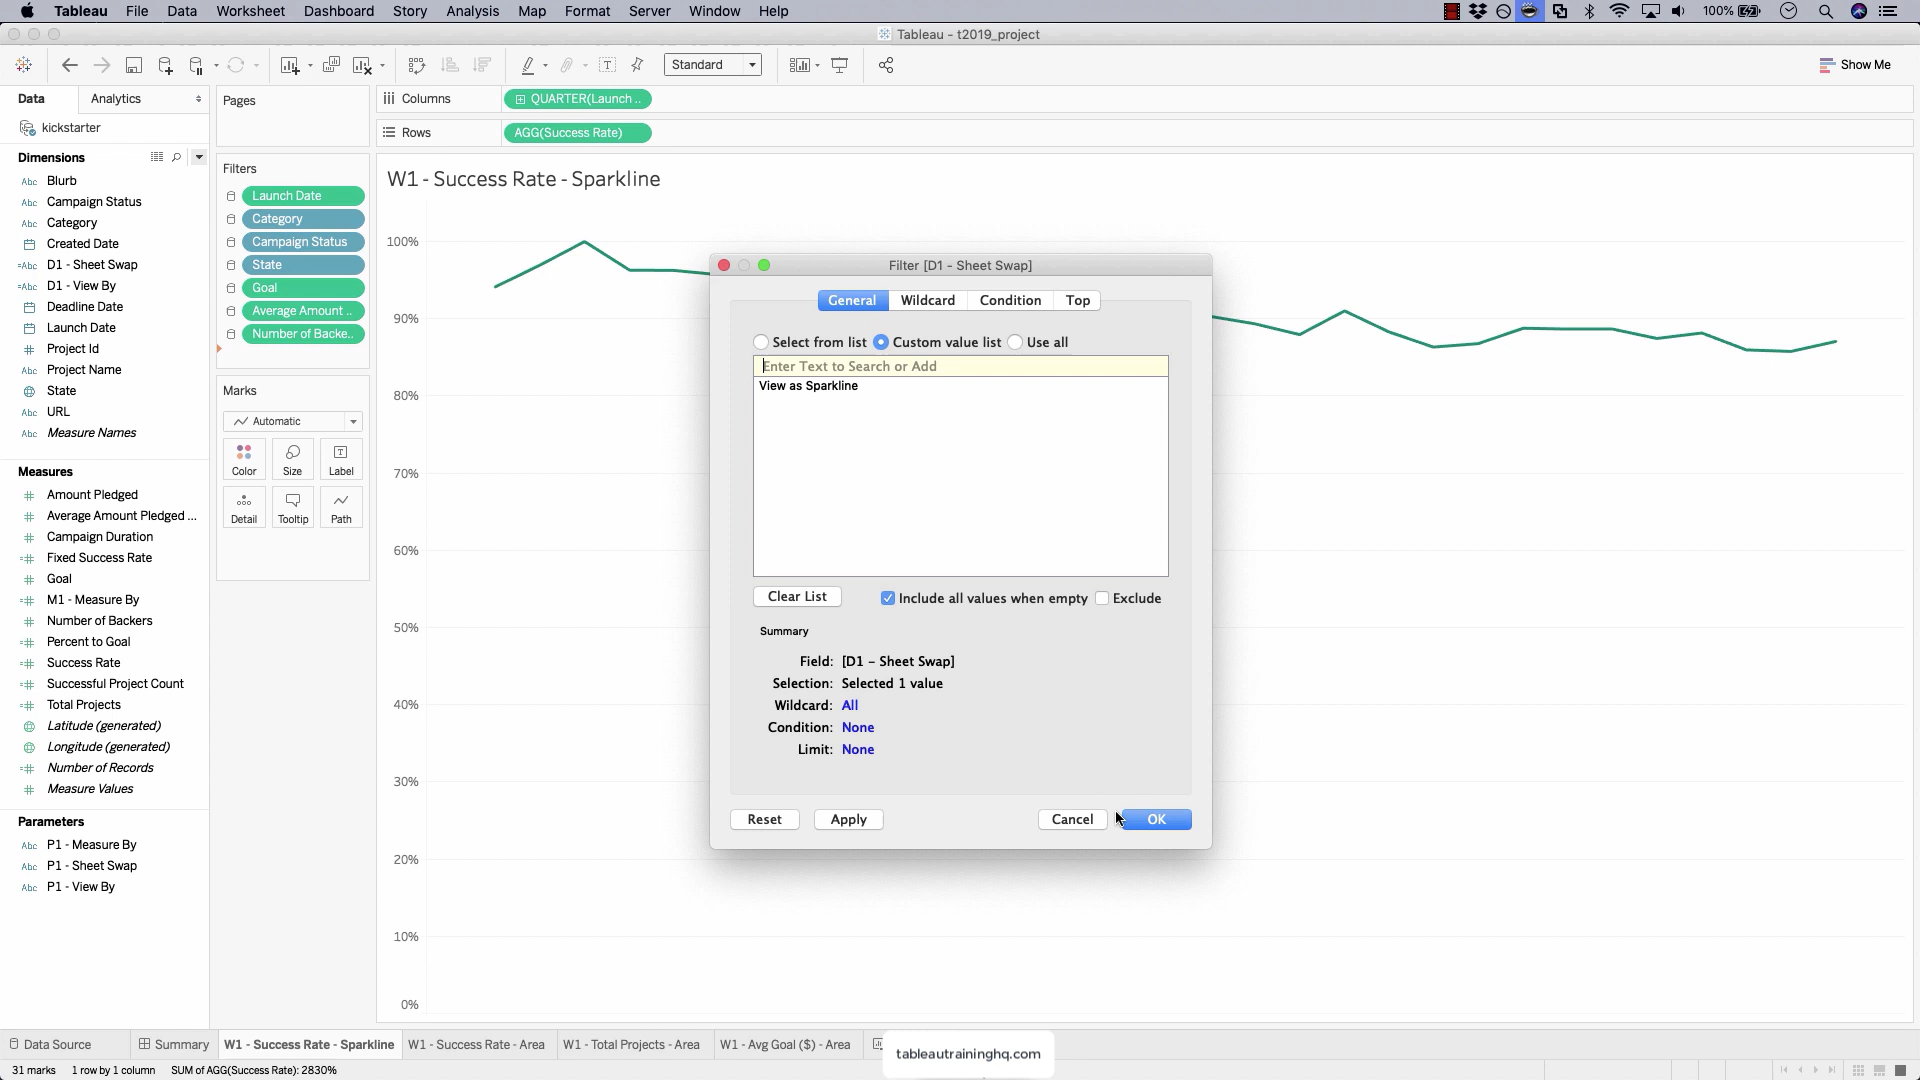 Tableau File Data Worksheet Dashboard Story Analysis Map Format Server Window Help 100%
Tableau - t2019_project
Standard
Show Me
Data Analytics
kickstarter
Dimensions
Blurb
Campaign Status
Category
Created Date
D1 - Sheet Swap
D1 - View By
Deadline Date
Launch Date
Project Id
Project Name
State
URL
Measure Names
Measures
Amount Pledged
Average Amount Pledged ...
Campaign Duration
Fixed Success Rate
Goal
M1 - Measure By
Number of Backers
Percent to Goal
Success Rate
Successful Project Count
Total Projects
Latitude (generated)
Longitude (generated)
Number of Records
Measure Values
Parameters
P1 - Measure By
P1 - Sheet Swap
P1 - View By
Pages
Filters
Launch Date
Category
Campaign Status
State
Goal
Average Amount ..
Number of Backe..
Marks
Automatic
Color Size Label
Detail Tooltip Path
Columns QUARTER(Launch ..
Rows AGG(Success Rate)
W1 - Success Rate - Sparkline
100%
90%
80%
70%
60%
50%
40%
30%
20%
10%
0%
Filter [D1 - Sheet Swap]
General Wildcard Condition Top
Select from list Custom value list Use all
Enter Text to Search or Add
View as Sparkline
Clear List Include all values when empty Exclude
Summary
Field: [D1 - Sheet Swap]
Selection: Selected 1 value
Wildcard: All
Condition: None
Limit: None
Reset Apply Cancel OK
Data Source Summary W1 - Success Rate - Sparkline W1 - Success Rate - Area W1 - Total Projects - Area W1 - Avg Goal ($) - Area
tableautraininghq.com
31 marks 1 row by 1 column SUM of AGG(Success Rate): 2830%